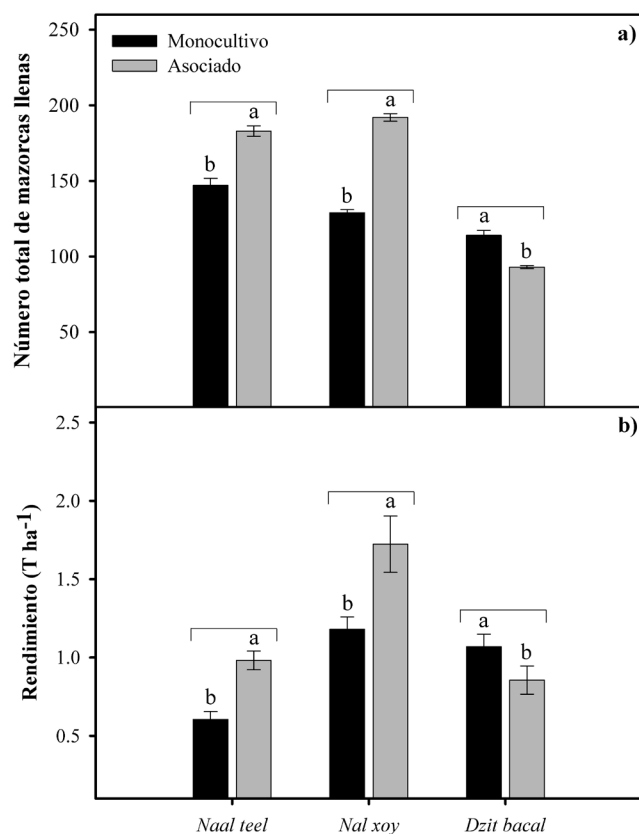 250
a)
Monocultivo
Asociado
200
a
a
150
b
b
a
100
b
50
Número total de mazorcas llenas
2.5
b)
2.0
a
1.5
b
a
a
1.0
b
b
0.5
Rendimiento (T ha-1)
Naal teel Nal xoy Dzit bacal